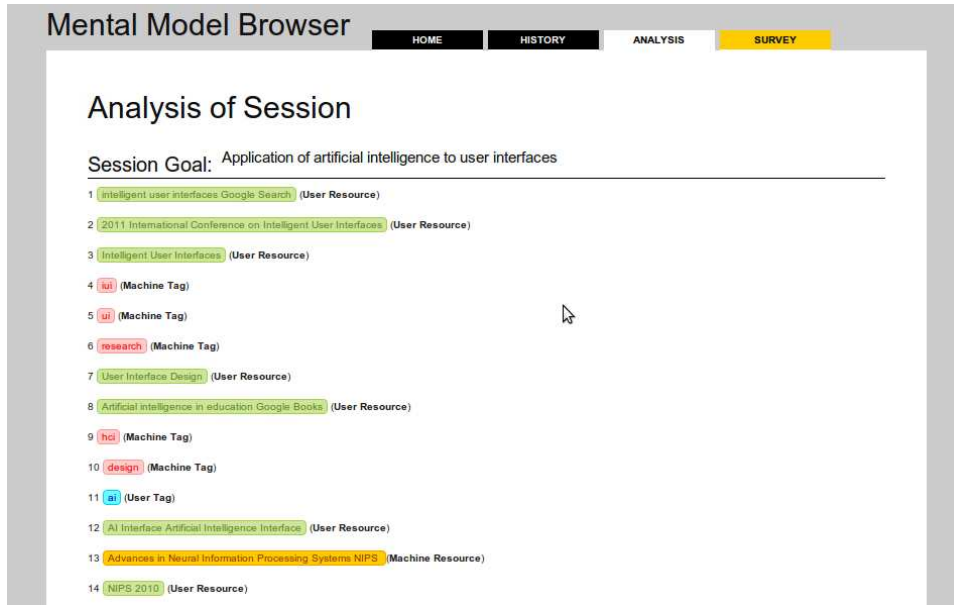 Mental Model Browser
HOME HISTORY ANALYSIS SURVEY
Analysis of Session
Session Goal: Application of artificial intelligence to user interfaces
1 intelligent user interfaces Google Search (User Resource)
2 2011 International Conference on Intelligent User Interfaces (User Resource)
3 Intelligent User Interfaces (User Resource)
4 iui (Machine Tag)
5 ui (Machine Tag)
6 research (Machine Tag)
7 User Interface Design (User Resource)
8 Artificial intelligence in education Google Books (User Resource)
9 hci (Machine Tag)
10 design (Machine Tag)
11 ai (User Tag)
12 AI Interface Artificial Intelligence Interface (User Resource)
13 Advances in Neural Information Processing Systems NIPS (Machine Resource)
14 NIPS 2010 (User Resource)